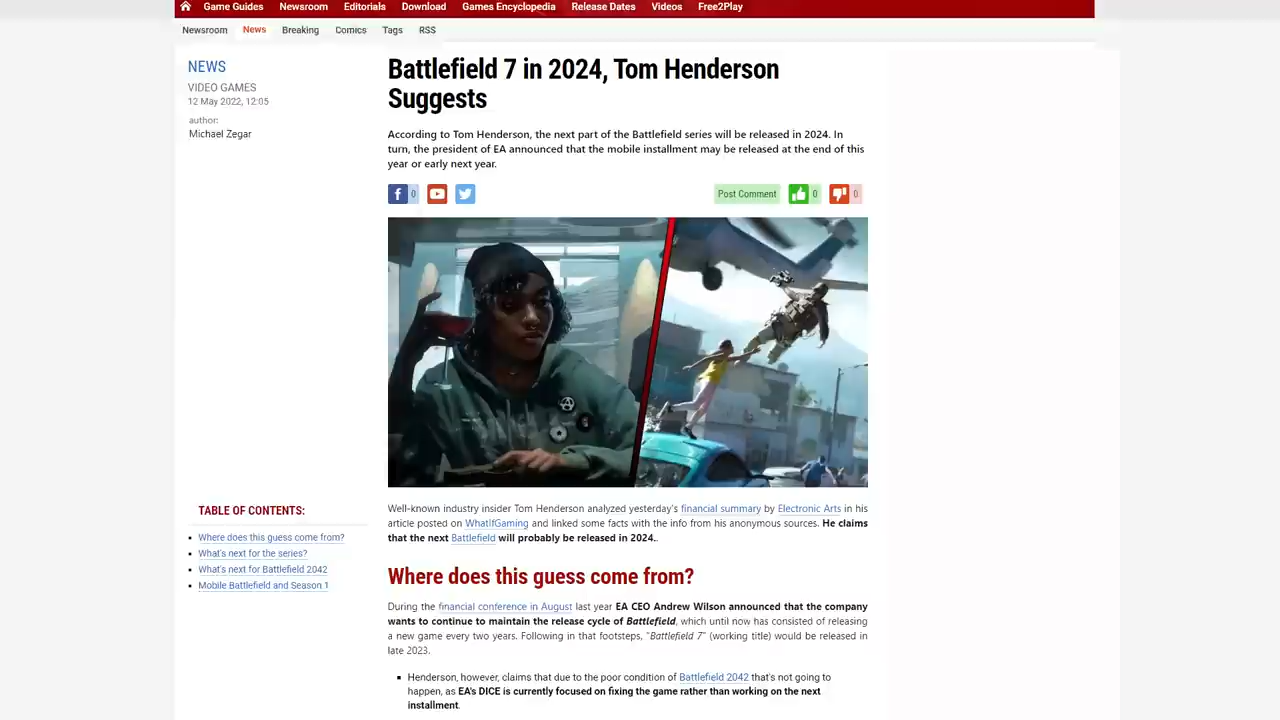 Game Guides Newsroom Editorials Download Games Encyclopedia Release Dates Videos Free2Play
Newsroom News Breaking Comics Tags RSS
NEWS
VIDEO GAMES
12 May 2022, 12:05
author:
Michael Zegar
Battlefield 7 in 2024, Tom Henderson
Suggests
According to Tom Henderson, the next part of the Battlefield series will be released in 2024. In
turn, the president of EA announced that the mobile installment may be released at the end of this
year or early next year.
0
Post Comment 0 0
Well-known industry insider Tom Henderson analyzed yesterday's financial summary by Electronic Arts in his
article posted on WhatIfGaming and linked some facts with the info from his anonymous sources. He claims
that the next Battlefield will probably be released in 2024..
TABLE OF CONTENTS:
Where does this guess come from?
What's next for the series?
What's next for Battlefield 2042
Mobile Battlefield and Season 1
Where does this guess come from?
During the financial conference in August last year EA CEO Andrew Wilson announced that the company
wants to continue to maintain the release cycle of Battlefield, which until now has consisted of releasing
a new game every two years. Following in that footsteps, "Battlefield 7" (working title) would be released in
late 2023.
Henderson, however, claims that due to the poor condition of Battlefield 2042 that's not going to
happen, as EA's DICE is currently focused on fixing the game rather than working on the next
installment.